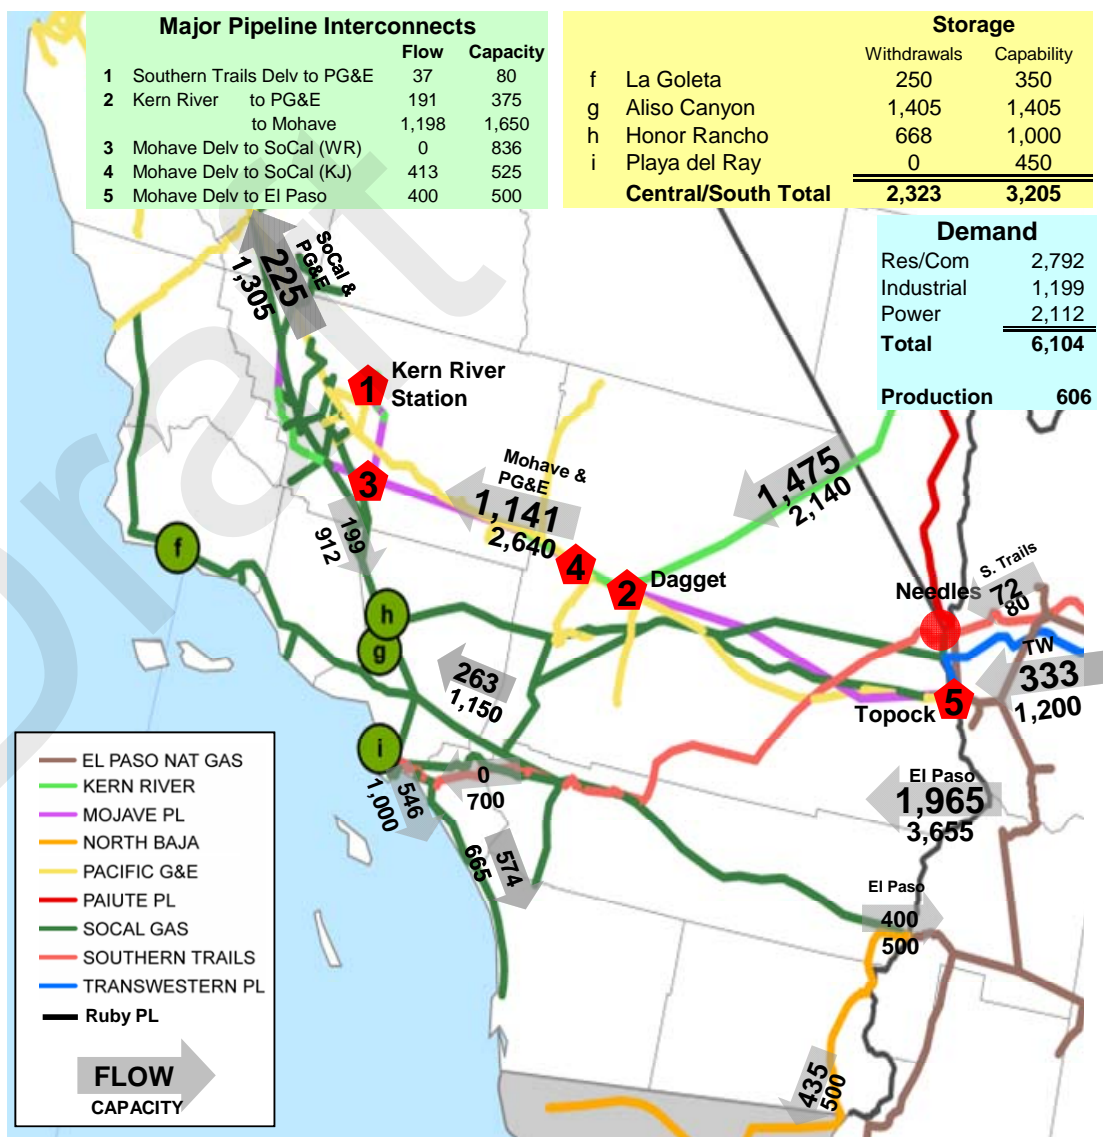 Major Pipeline Interconnects
Flow Capacity
1 Southern Trails Delv to PG&E 37 80
2 Kern River to PG&E 191 375
to Mohave 1,198 1,650
3 Mohave Delv to SoCal (WR) 0 836
4 Mohave Delv to SoCal (KJ) 413 525
5 Mohave Delv to El Paso 400 500
Storage
Withdrawals Capability
f La Goleta 250 350
g Aliso Canyon 1,405 1,405
h Honor Rancho 668 1,000
i Playa del Ray 0 450
Central/South Total 2,323 3,205
Demand
Res/Com 2,792
Industrial 1,199
Power 2,112
Total 6,104
Production 606
Draft
SoCal &
PG&E
225
1,305
1
Kern River
Station
3
Mohave &
PG&E
1,141
2,640
1,475
2,140
199
912
4
2
Dagget
f
h
g
i
S. Trails
72
80
Needles
TW
333
1,200
5
Topock
263
1,150
0
700
546
1,000
El Paso
1,965
3,655
574
665
El Paso
400
500
435
500
EL PASO NAT GAS
KERN RIVER
MOJAVE PL
NORTH BAJA
PACIFIC G&E
PAIUTE PL
SOCAL GAS
SOUTHERN TRAILS
TRANSWESTERN PL
Ruby PL
FLOW
CAPACITY